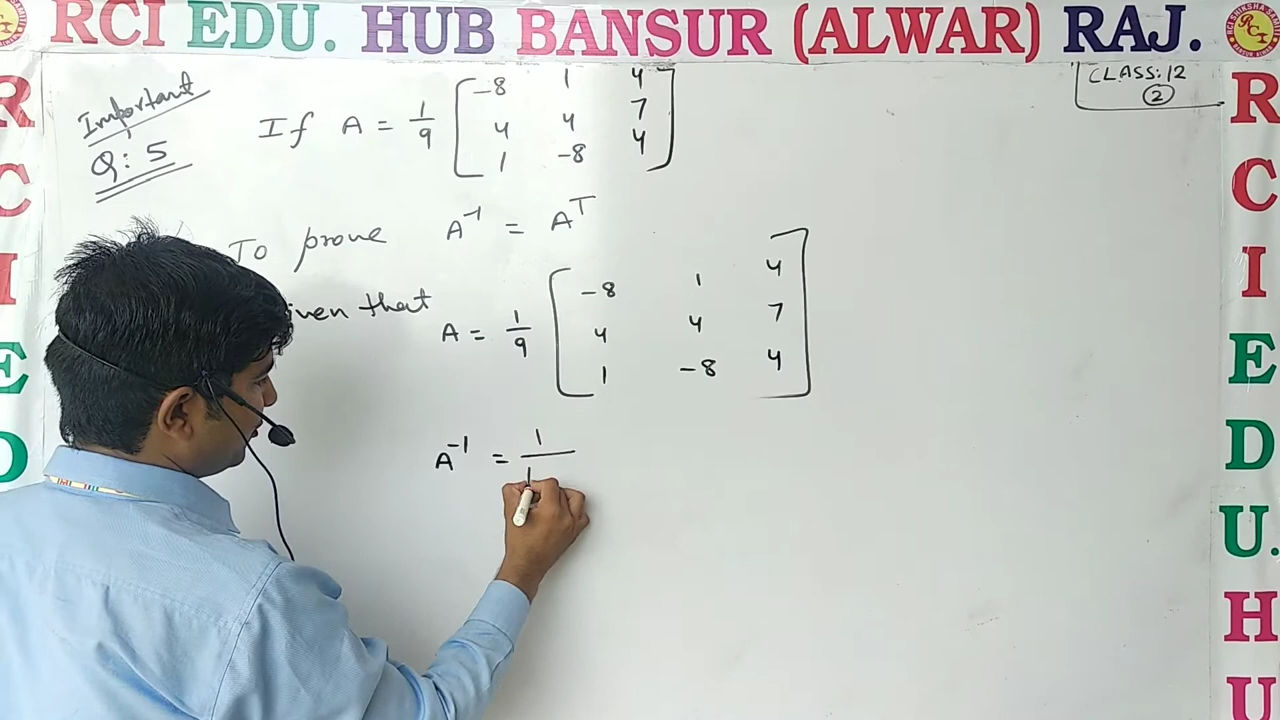 RCI EDU. HUB BANSUR (ALWAR) RAJ.
CLASS: 12
2
Important
Q: 5
If A = 1/9 [ -8 1 4
4 4 7
1 -8 4 ]
To prove A⁻¹ = Aᵀ
iven that
A = 1/9 [ -8 1 4
4 4 7
1 -8 4 ]
A⁻¹ = 1/|
R
C
I
E
D
R
C
I
E
D
U.
H
U